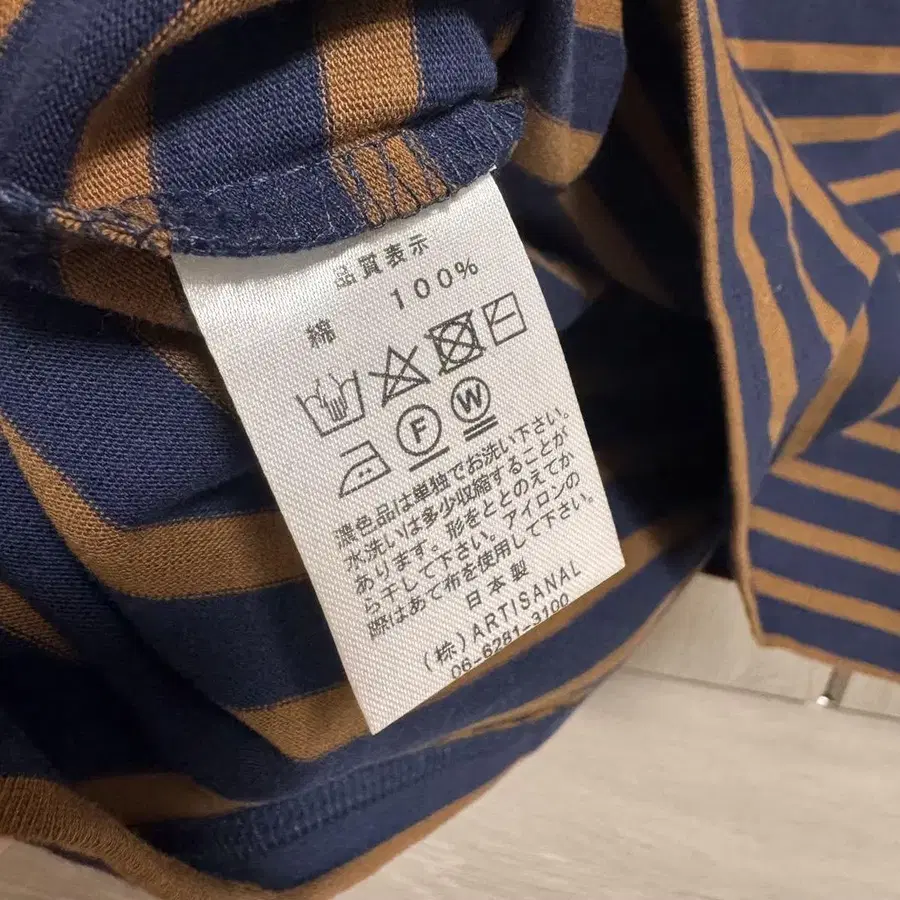 品質表示
綿 100%
F W
濃色品は単独でお洗い下さい。
水洗いは多少収縮することが
あります。形をととのえてか
ら干して下さい。アイロンの
際はあて布を使用して下さい。
日本製
(株)ARTISANAL
06-6281-3100